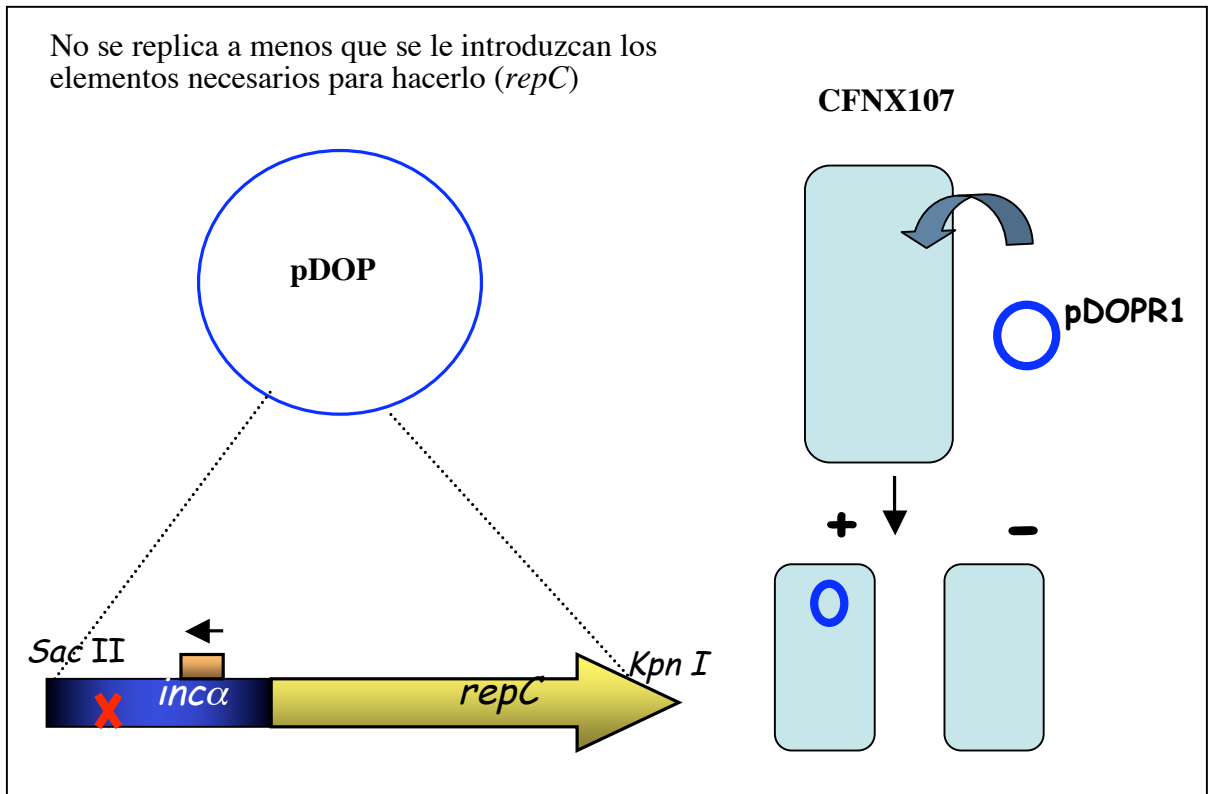 No se replica a menos que se le introduzcan los
elementos necesarios para hacerlo (repC)
CFNX107
pDOP
pDOPR1
+ -
Sac II
incα
repC
Kpn I
X